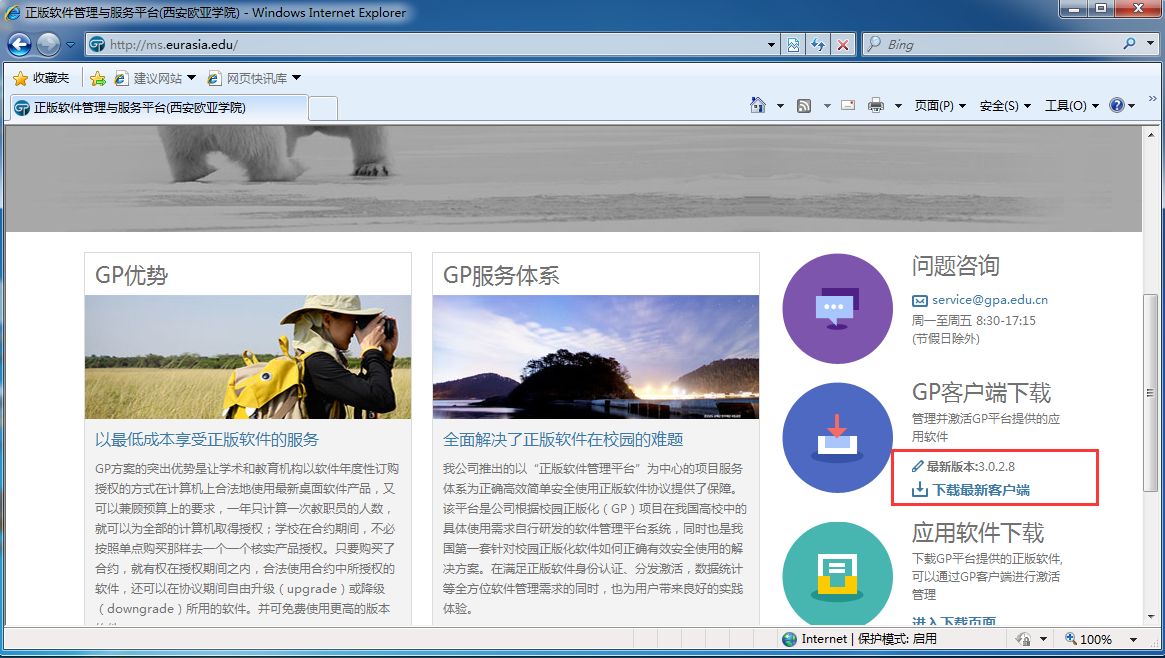 正版软件管理与服务平台(西安欧亚学院) - Windows Internet Explorer
http://ms.eurasia.edu/
Bing
收藏夹 建议网站 网页快讯库
正版软件管理与服务平台(西安欧亚学院)
页面(P) 安全(S) 工具(O)
GP优势
以最低成本享受正版软件的服务
GP方案的突出优势是让学术和教育机构以软件年度性订购
授权的方式在计算机上合法地使用最新桌面软件产品，又
可以兼顾预算上的要求，一年只计算一次教职员的人数，
就可以为全部的计算机取得授权；学校在合约期间，不必
按照单点购买那样去一个一个核实产品授权。只要购买了
合约，就有权在授权期间之内，合法使用合约中所授权的
软件，还可以在协议期间自由升级（upgrade）或降级
（downgrade）所用的软件。并可免费使用更高的版本
GP服务体系
全面解决了正版软件在校园的难题
我公司推出的以“正版软件管理平台”为中心的项目服务
体系为正确高效简单安全使用正版软件协议提供了保障。
该平台是公司根据校园正版化（GP）项目在我国高校中的
具体使用需求自行研发的软件管理平台系统，同时也是我
国第一套针对校园正版化软件如何正确有效安全使用的解
决方案。在满足正版软件身份认证、分发激活，数据统计
等全方位软件管理需求的同时，也为用户带来良好的实践
体验。
问题咨询
service@gpa.edu.cn
周一至周五 8:30-17:15
(节假日除外)
GP客户端下载
管理并激活GP平台提供的应
用软件
最新版本:3.0.2.8
下载最新客户端
应用软件下载
下载GP平台提供的正版软件,
可以通过GP客户端进行激活
管理
进入下载页面
Internet | 保护模式: 启用
100%